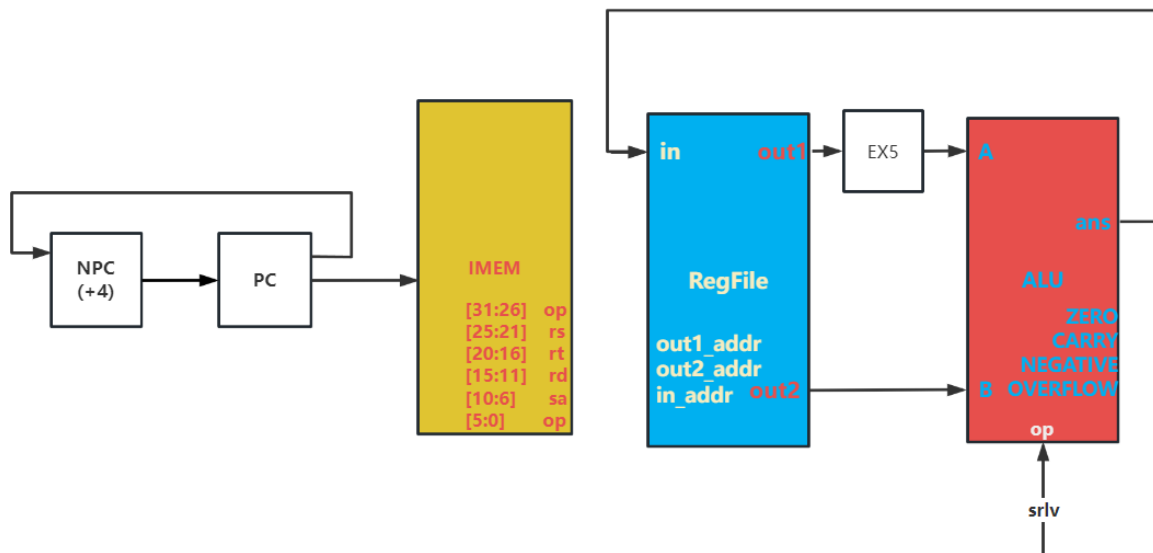 NPC
(+4)
PC
IMEM
[31:26] op
[25:21] rs
[20:16] rt
[15:11] rd
[10:6] sa
[5:0] op
in out1
RegFile
out1_addr
out2_addr
in_addr
out2
EX5
A
ans
ALU
ZERO
CARRY
NEGATIVE
B OVERFLOW
op
srlv